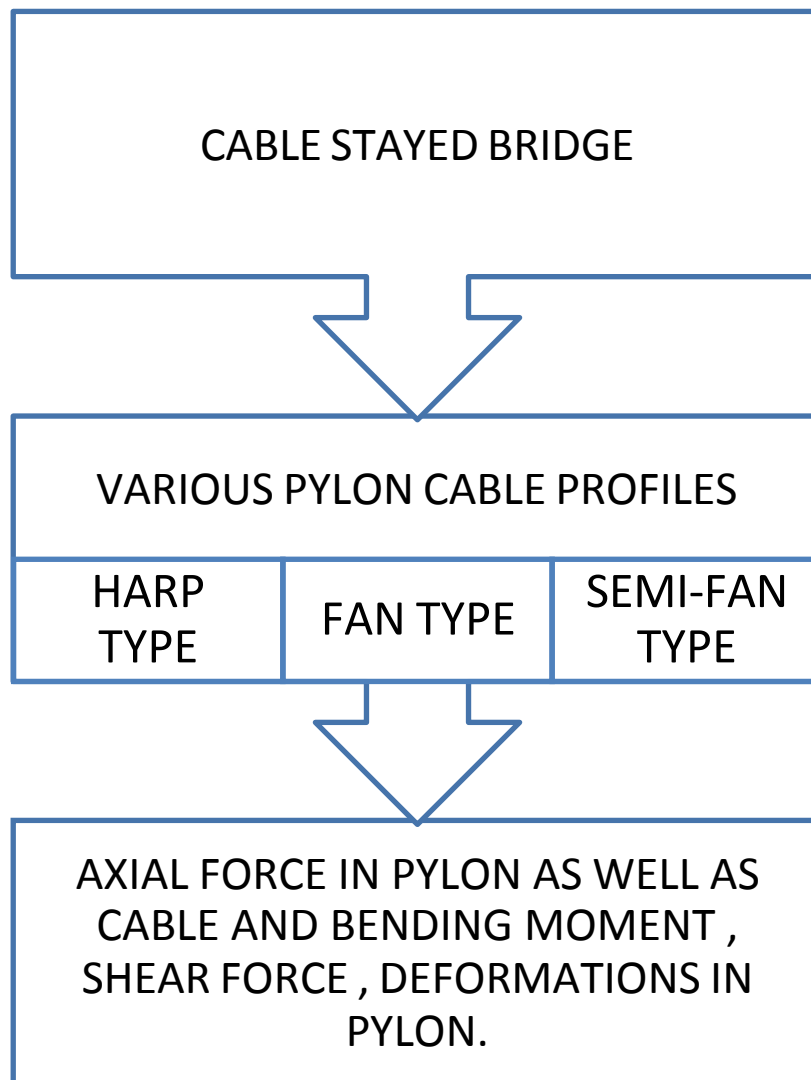 CABLE STAYED BRIDGE
VARIOUS PYLON CABLE PROFILES
HARP
TYPE
FAN TYPE
SEMI-FAN
TYPE
AXIAL FORCE IN PYLON AS WELL AS
CABLE AND BENDING MOMENT ,
SHEAR FORCE , DEFORMATIONS IN
PYLON.